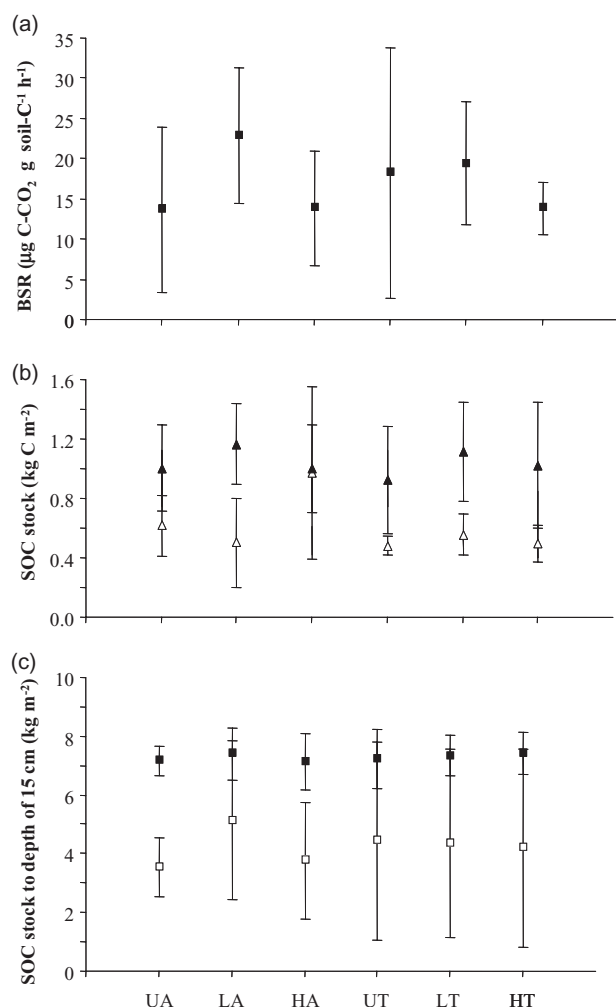 (a)
35
30
25
20
15
10
5
0
BSR (µg C-CO₂ g soil-C⁻¹ h⁻¹)
(b)
1.6
1.2
0.8
0.4
0.0
SOC stock (kg C m⁻²)
(c)
10
8
6
4
2
0
SOC stock to depth of 15 cm (kg m⁻²)
UA LA HA UT LT HT